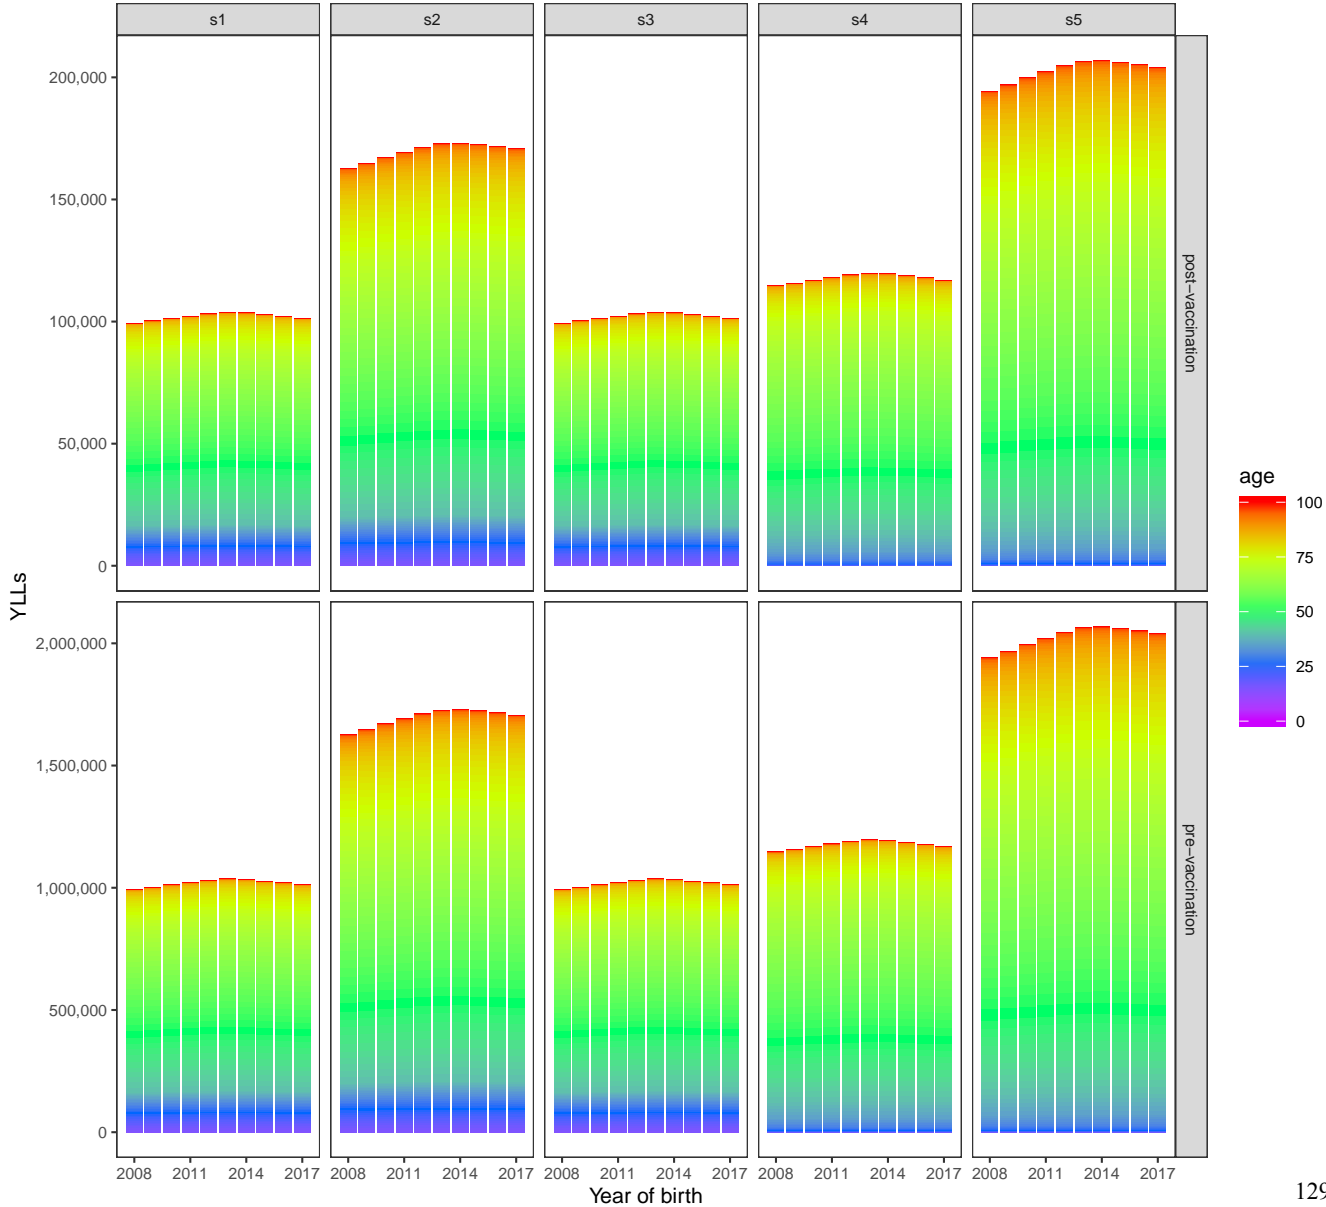 s1 s2 s3 s4 s5
200,000
150,000
100,000
50,000
0
post−vaccination
2,000,000
1,500,000
1,000,000
500,000
0
pre−vaccination
YLLs
2008 2011 2014 2017 2008 2011 2014 2017 2008 2011 2014 2017 2008 2011 2014 2017 2008 2011 2014 2017
Year of birth
age
100
75
50
25
0
129